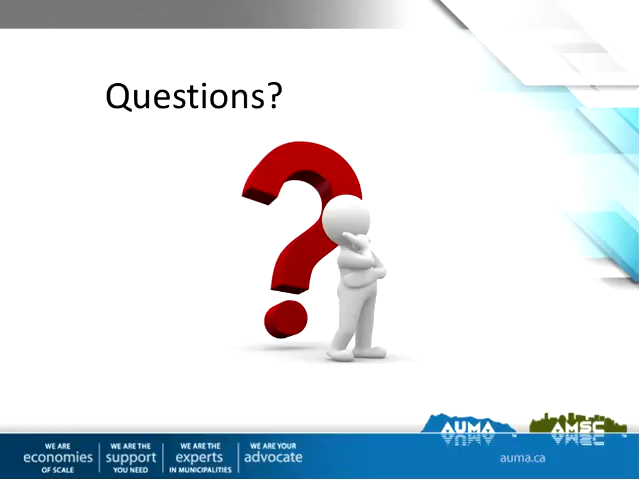 Questions?
AUMA
AMSC
WE ARE
economies
OF SCALE
WE ARE THE
support
YOU NEED
WE ARE THE
experts
IN MUNICIPALITIES
WE ARE YOUR
advocate
auma.ca